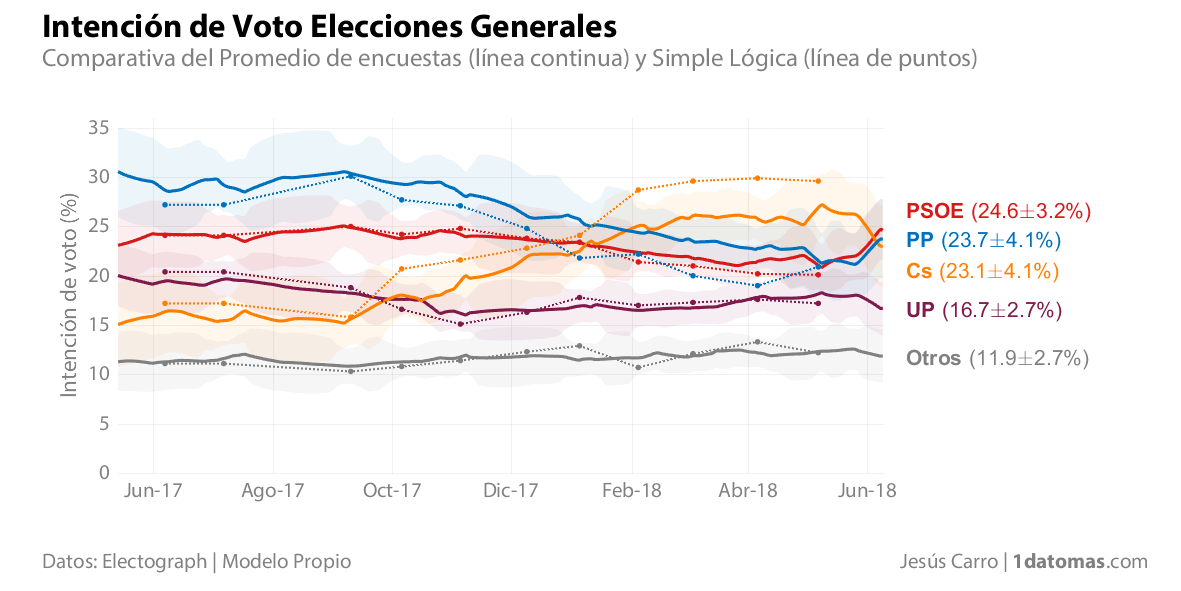 Intención de Voto Elecciones Generales
Comparativa del Promedio de encuestas (línea continua) y Simple Lógica (línea de puntos)
Intención de voto (%)
35
30
25
20
15
10
5
0
Jun-17 Ago-17 Oct-17 Dic-17 Feb-18 Abr-18 Jun-18
PSOE (24.6±3.2%)
PP (23.7±4.1%)
Cs (23.1±4.1%)
UP (16.7±2.7%)
Otros (11.9±2.7%)
Datos: Electograph | Modelo Propio
Jesús Carro | 1datomas.com